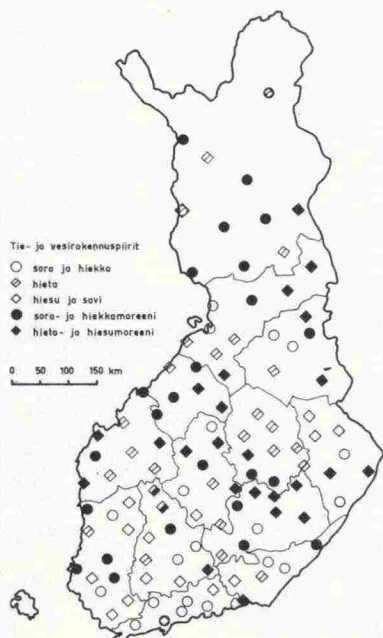 Tie- ja vesirakennuspiirit
sora ja hiekka
hieta
hiesu ja savi
sora- ja hiekkamoreeni
hieta- ja hiesumoreeni
0 50 100 150 km